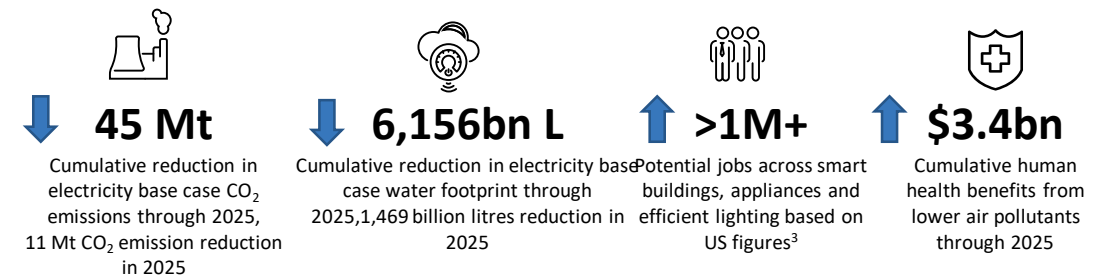 45 Mt
Cumulative reduction in
electricity base case CO₂
emissions through 2025,
11 Mt CO₂ emission reduction
in 2025
6,156bn L
Cumulative reduction in electricity base
case water footprint through
2025,1,469 billion litres reduction in
2025
>1M+
Potential jobs across smart
buildings, appliances and
efficient lighting based on
US figures³
$3.4bn
Cumulative human
health benefits from
lower air pollutants
through 2025